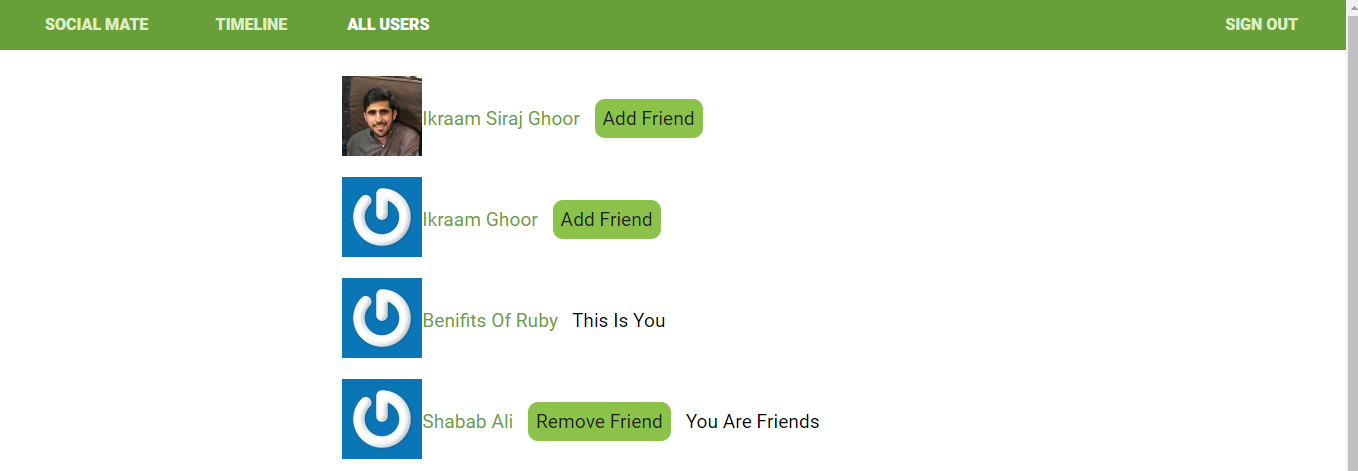 SOCIAL MATE TIMELINE ALL USERS SIGN OUT
Ikraam Siraj Ghoor Add Friend
Ikraam Ghoor Add Friend
Benifits Of Ruby This Is You
Shabab Ali Remove Friend You Are Friends